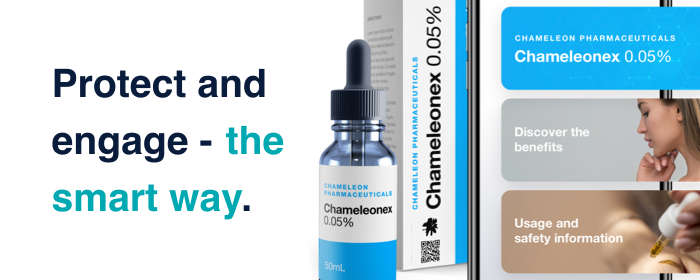 Protect and
engage - the
smart way.
CHAMELEON
PHARMACEUTICALS
Chameleonex
0.05%
50mL
CHAMELEON PHARMACEUTICALS
Chameleonex 0.05%
CHAMELEON PHARMACEUTICALS
Chameleonex 0.05%
Discover the
benefits
Usage and
safety information